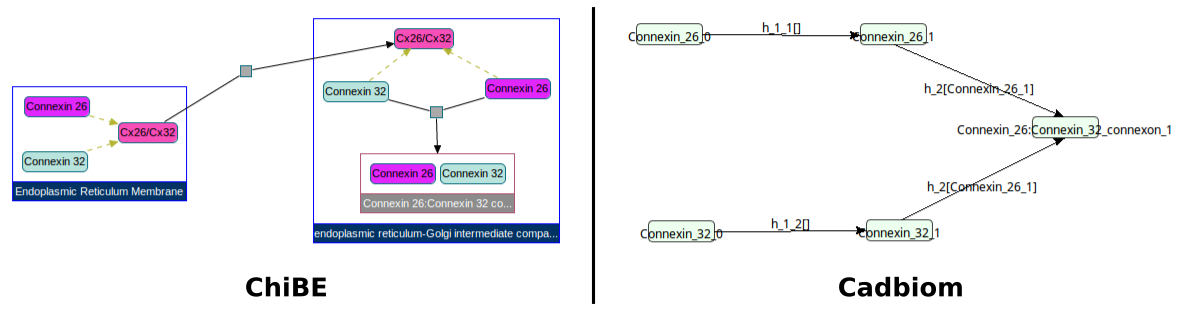 Connexin 26
Cx26/Cx32
Connexin 32
Endoplasmic Reticulum Membrane
Cx26/Cx32
Connexin 32
Connexin 26
Connexin 26
Connexin 32
Connexin 26:Connexin 32 co...
endoplasmic reticulum-Golgi intermediate compa...
ChiBE
Connexin_26_0
h_1_1[]
Connexin_26_1
h_2[Connexin_26_1]
Connexin_26:Connexin_32_connexon_1
h_2[Connexin_26_1]
Connexin_32_0
h_1_2[]
Connexin_32_1
Cadbiom